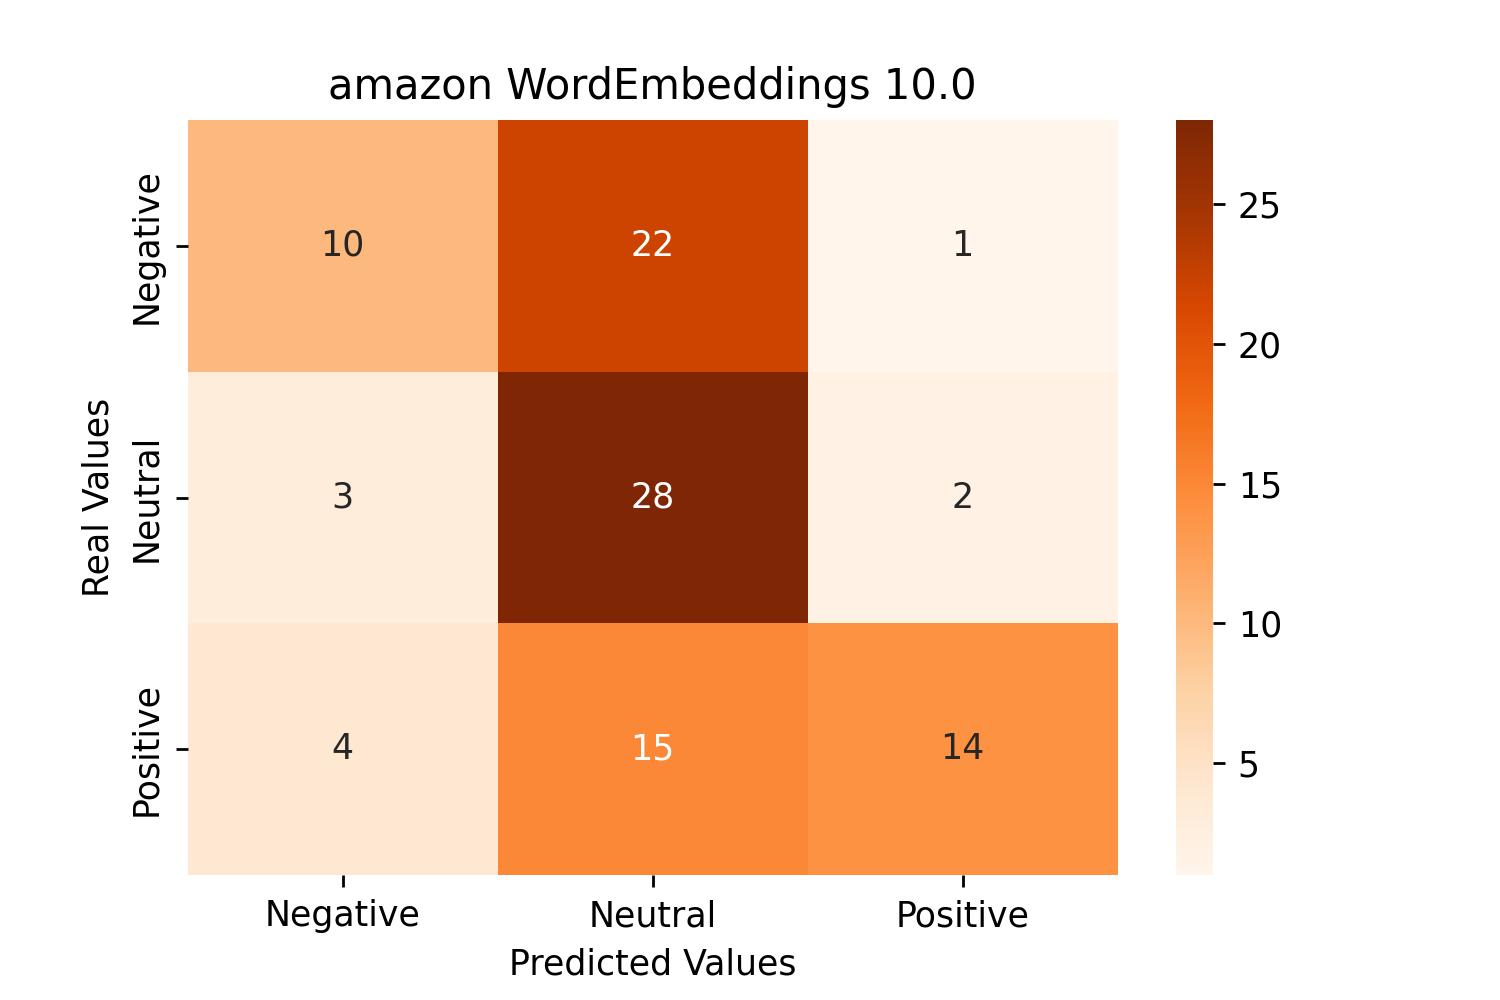 amazon WordEmbeddings 10.0
Real Values
Negative
10 22 1
Neutral
3 28 2
Positive
4 15 14
Negative Neutral Positive
Predicted Values
25
20
15
10
5